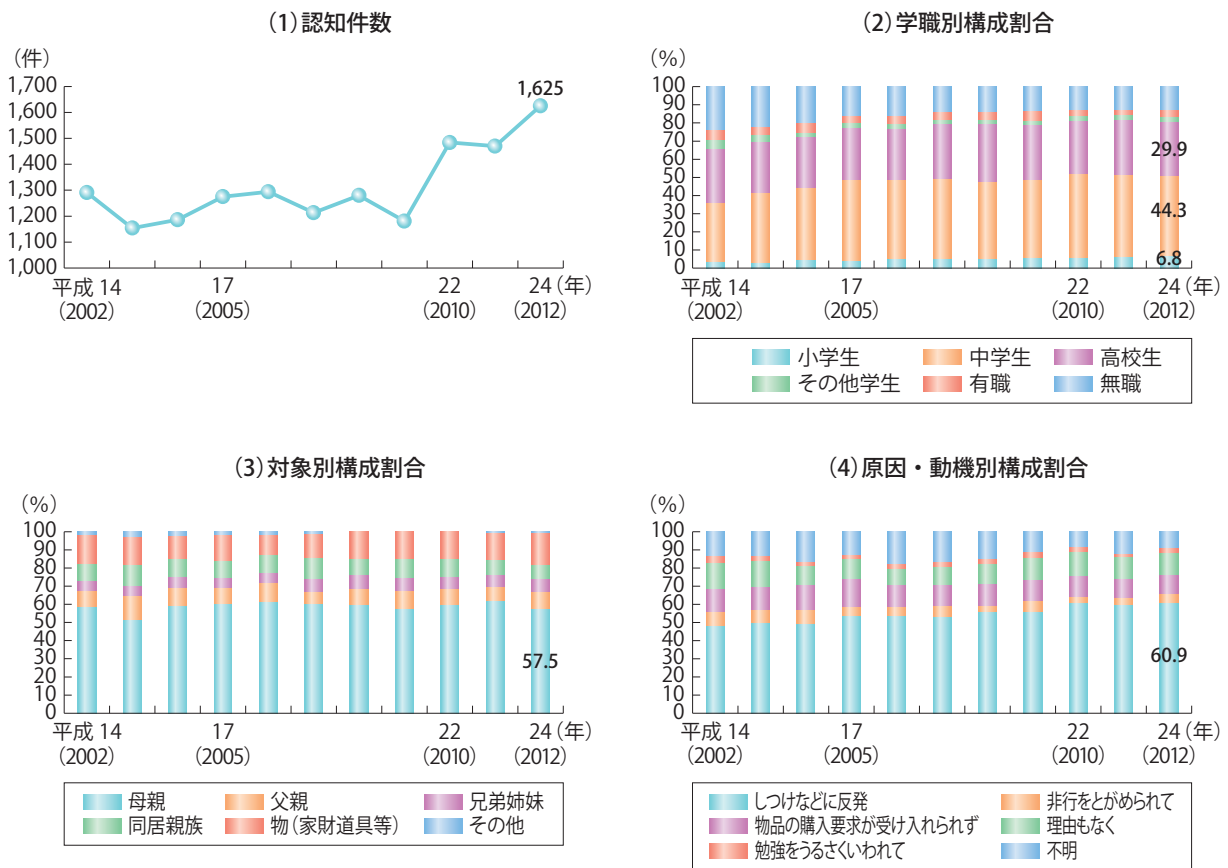 (1)認知件数
(件)
1,700
1,600
1,500
1,400
1,300
1,200
1,100
1,000
1,625
平成 14 17 22 24 (年)
(2002) (2005) (2010) (2012)
(2)学職別構成割合
(%)
100
90
80
70
60
50
40
30
20
10
0
29.9
44.3
6.8
平成 14 17 22 24 (年)
(2002) (2005) (2010) (2012)
小学生 中学生 高校生
その他学生 有職 無職
(3)対象別構成割合
(%)
100
90
80
70
60
50
40
30
20
10
0
57.5
平成 14 17 22 24 (年)
(2002) (2005) (2010) (2012)
母親 父親 兄弟姉妹
同居親族 物(家財道具等) その他
(4)原因・動機別構成割合
(%)
100
90
80
70
60
50
40
30
20
10
0
60.9
平成 14 17 22 24 (年)
(2002) (2005) (2010) (2012)
しつけなどに反発 非行をとがめられて
物品の購入要求が受け入れられず 理由もなく
勉強をうるさくいわれて 不明